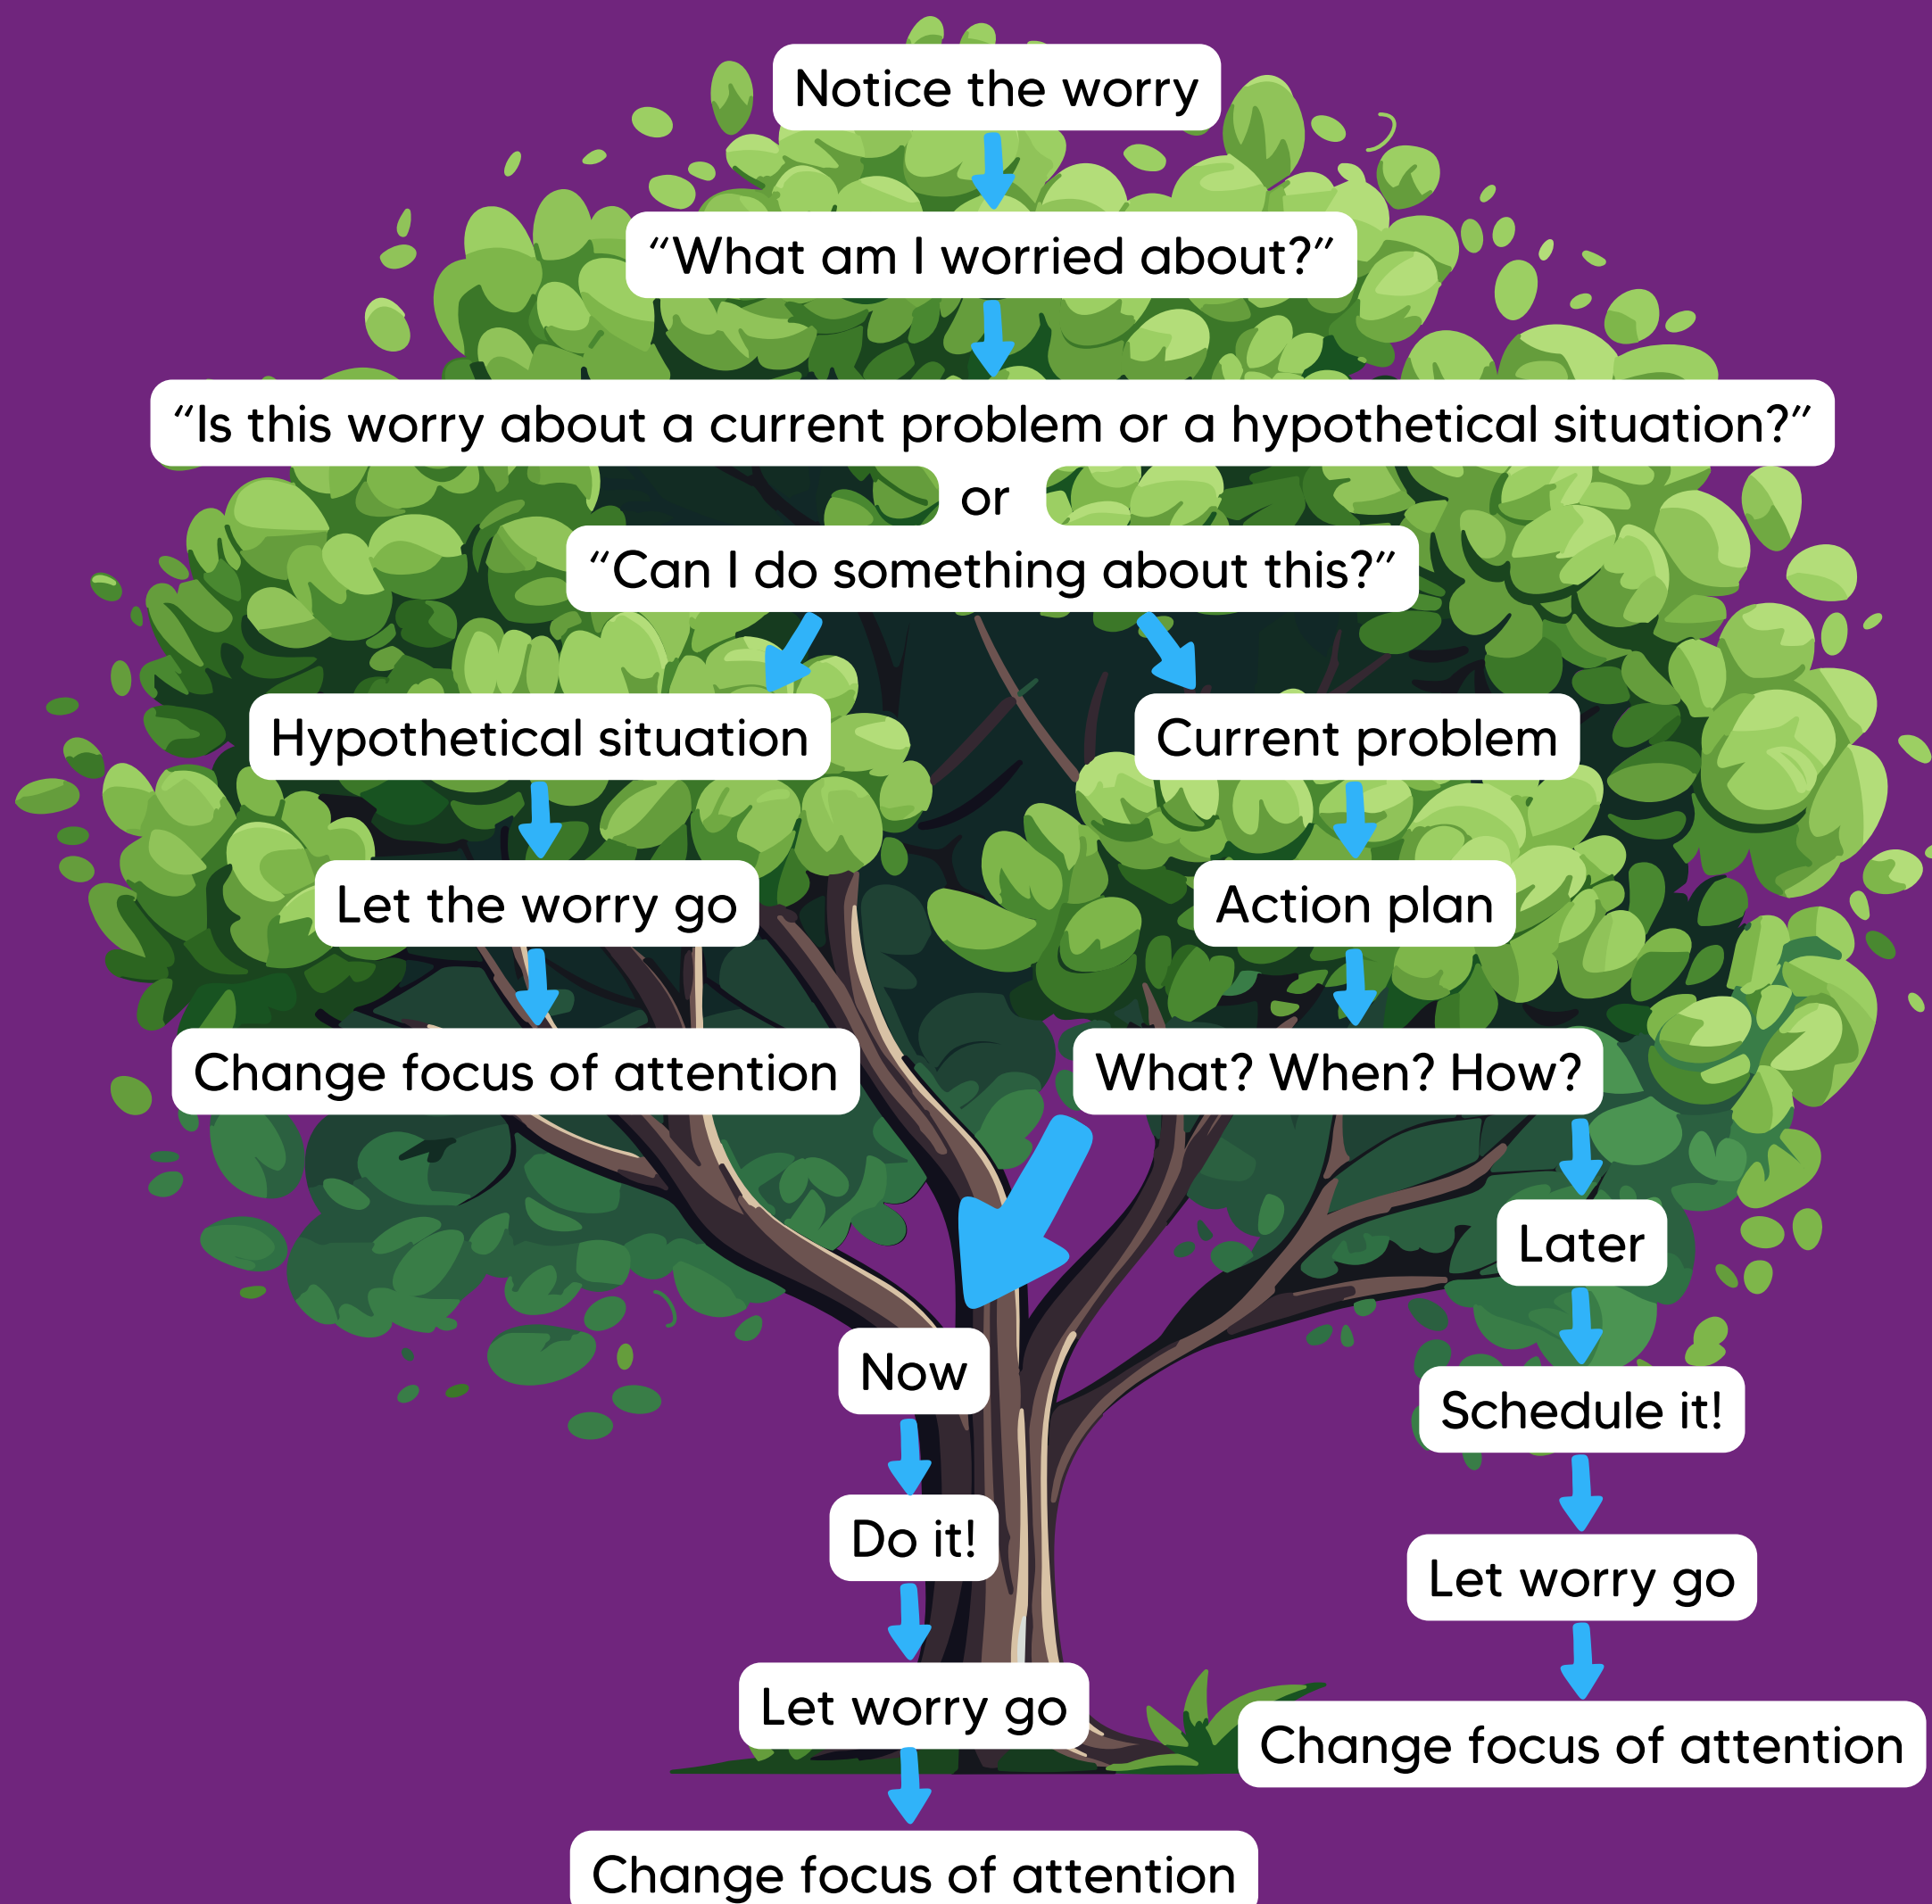 Notice the worry
“What am I worried about?”
“Is this worry about a current problem or a hypothetical situation?”
or
“Can I do something about this?”
Hypothetical situation
Let the worry go
Change focus of attention
Current problem
Action plan
What? When? How?
Now
Do it!
Let worry go
Change focus of attention
Later
Schedule it!
Let worry go
Change focus of attention